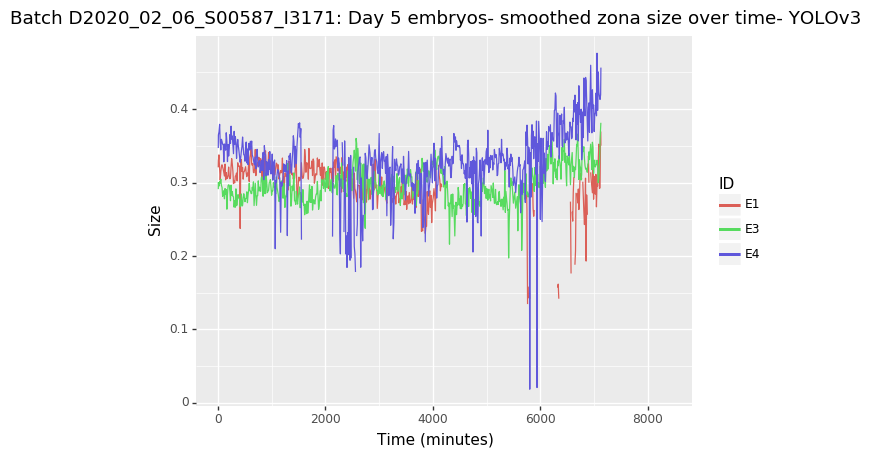 Batch D2020_02_06_S00587_I3171: Day 5 embryos- smoothed zona size over time- YOLOv3
0.4
0.3
0.2
0.1
0
Size
0 2000 4000 6000 8000
Time (minutes)
ID
E1
E3
E4